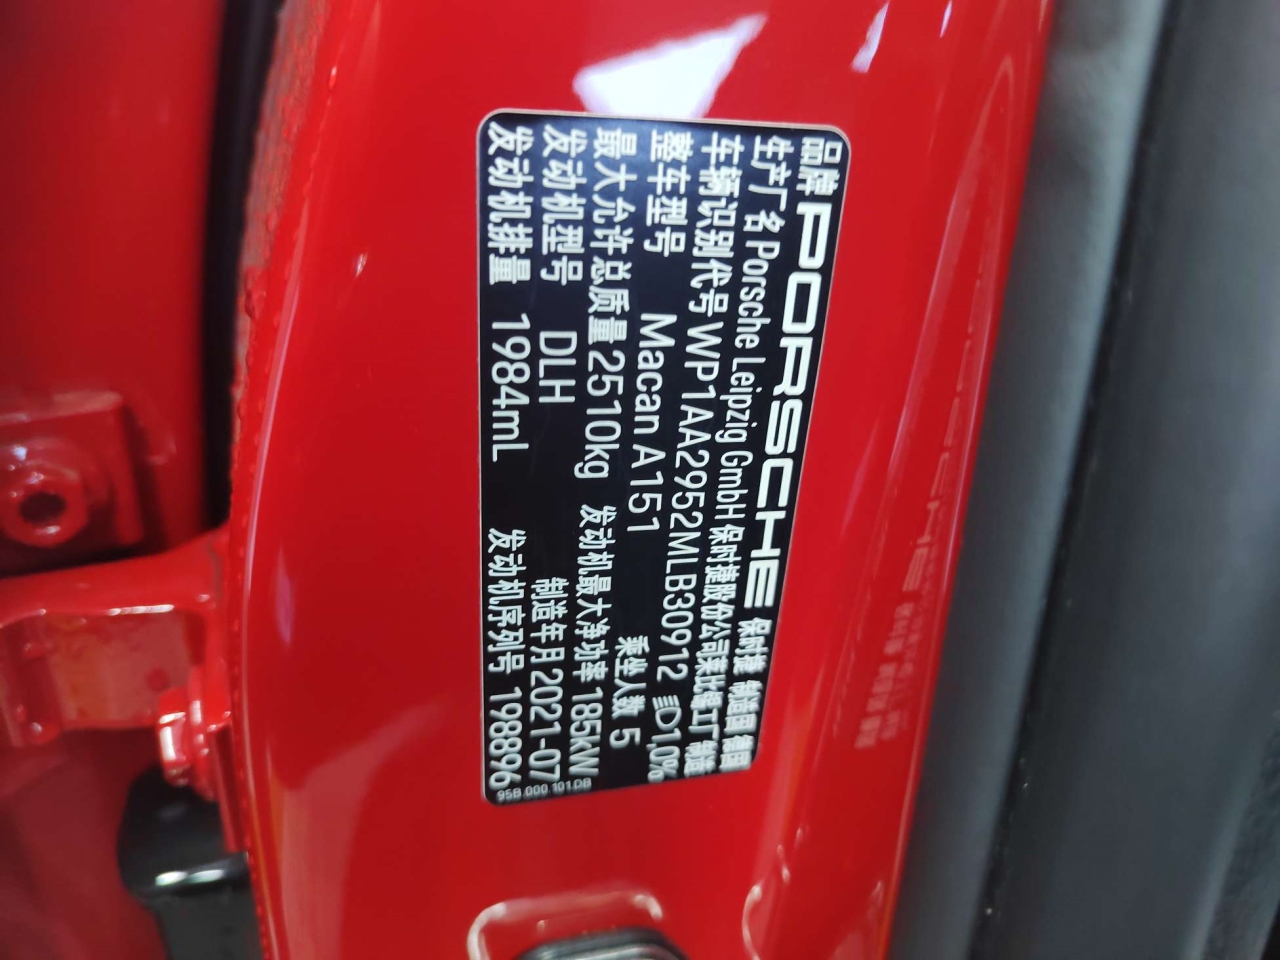 品牌 PORSCHE 保时捷 制造国 德国
生产厂名 Porsche Leipzig GmbH 保时捷股份公司莱比锡工厂 制造
车辆识别代号 WP1AA2952MLB30912 1,0%
整车型号 Macan A151 乘坐人数 5
最大允许总质量 2510kg 发动机最大净功率 185kW
发动机型号 DLH 制造年月 2021-07
发动机排量 1984mL 发动机序列号 198896
95B.000.101.DB